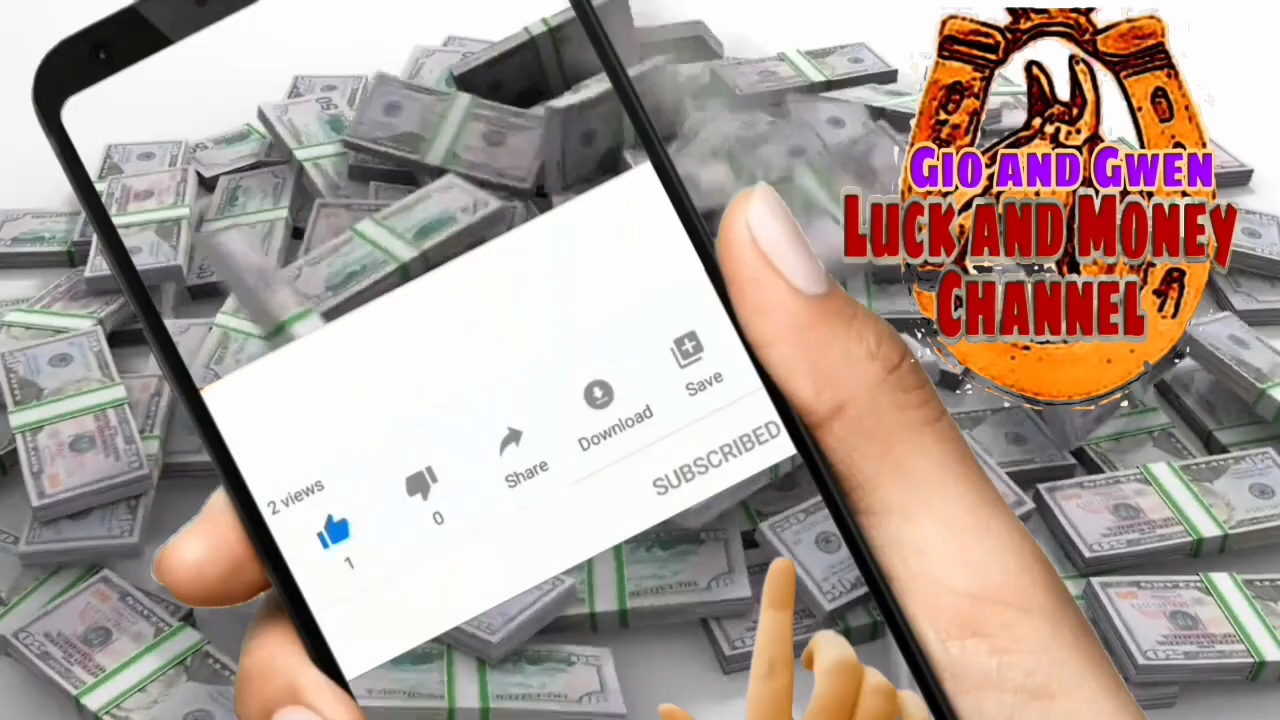 Gio and Gwen
Luck and Money
Channel
2 views
1
0
Share
Download
Save
SUBSCRIBED